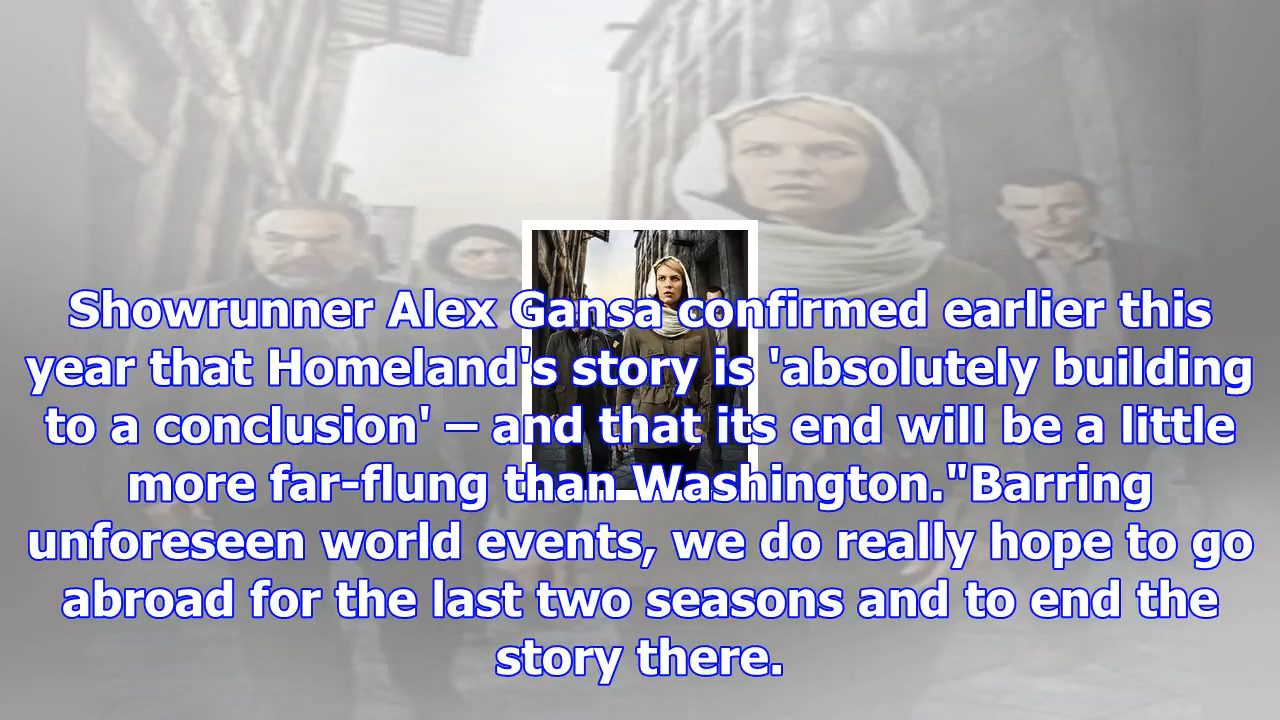 Showrunner Alex Gansa confirmed earlier this
year that Homeland's story is 'absolutely building
to a conclusion' – and that its end will be a little
more far-flung than Washington."Barring
unforeseen world events, we do really hope to go
abroad for the last two seasons and to end the
story there.